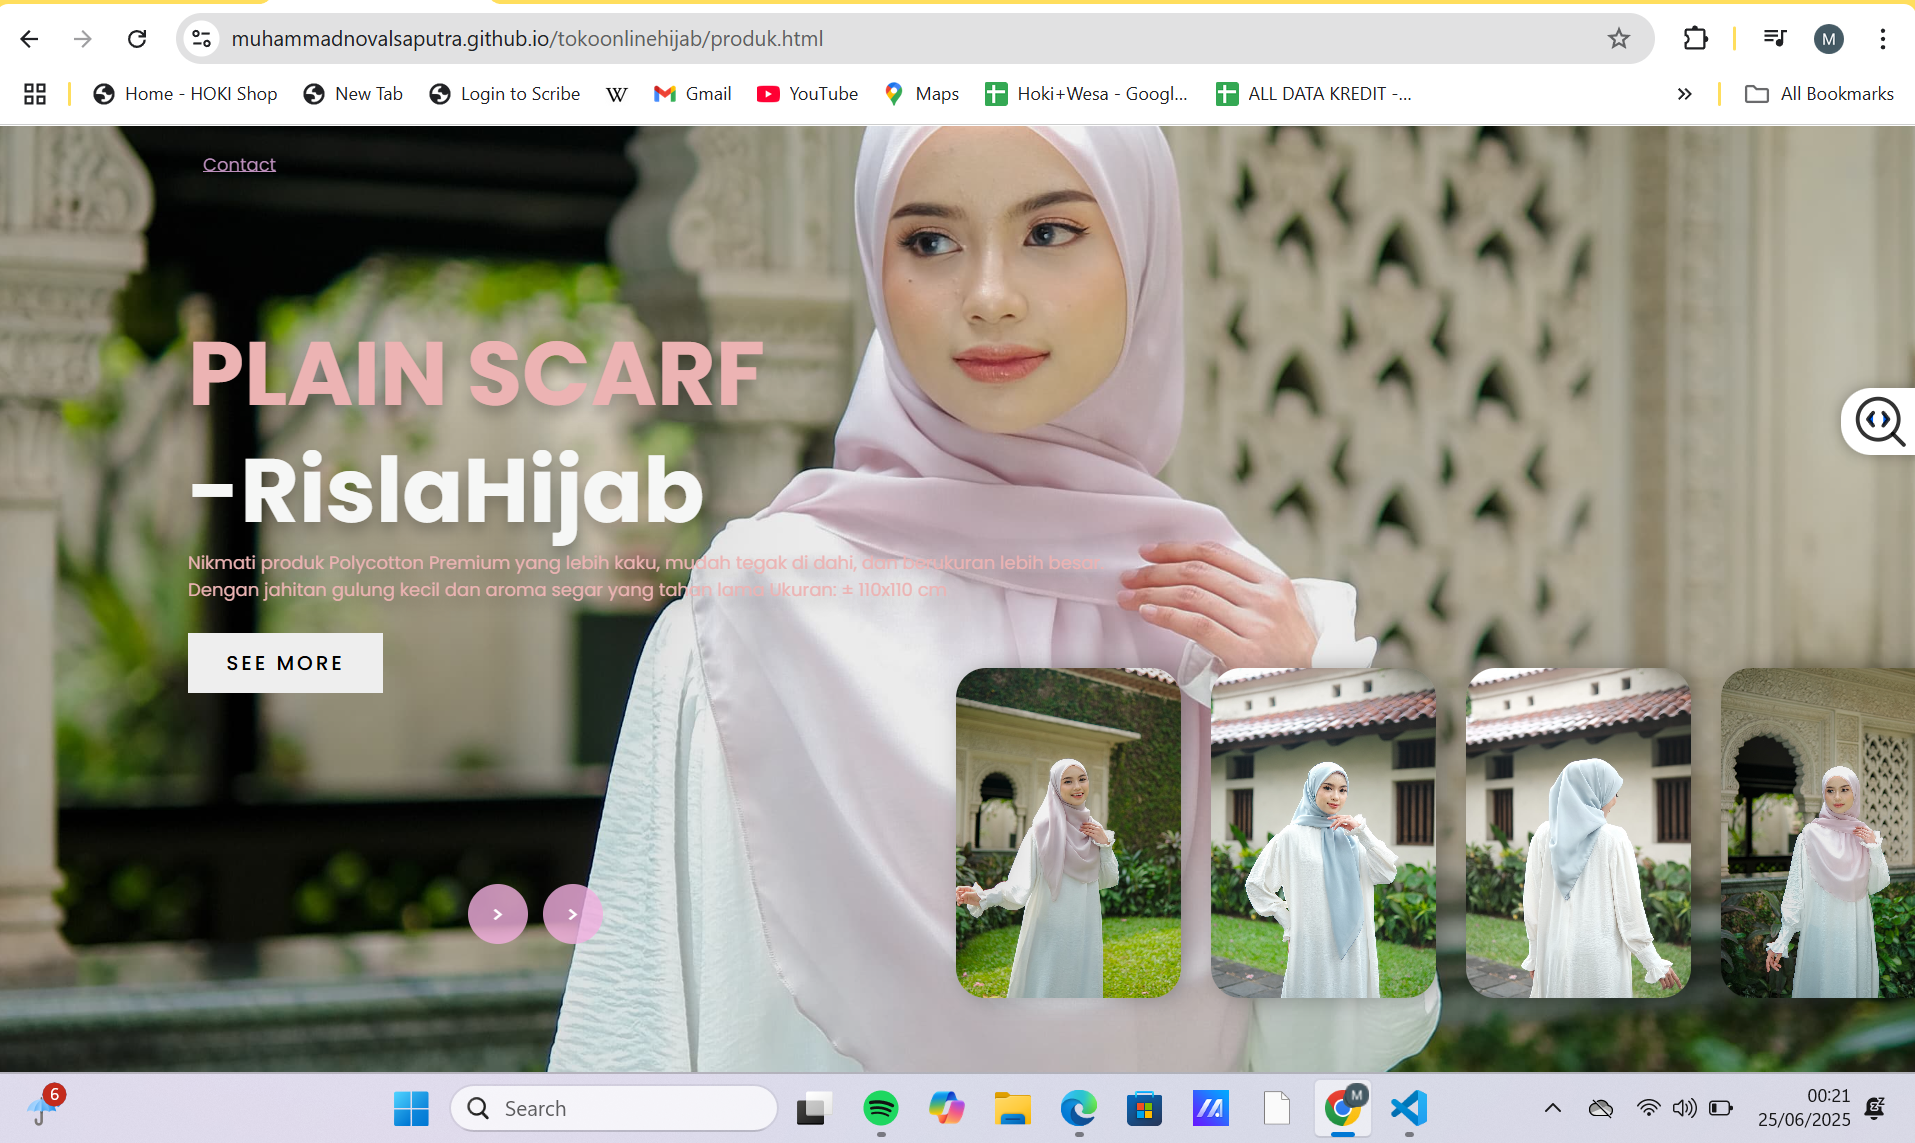 muhammadnovalsaputra.github.io/tokoonlinehijab/produk.html
M
Home - HOKI Shop
New Tab
Login to Scribe
W
Gmail
YouTube
Maps
Hoki+Wesa - Googl...
ALL DATA KREDIT -...
All Bookmarks
Contact
PLAIN SCARF
-RislaHijab
Nikmati produk Polycotton Premium yang lebih kaku, mudah tegak di dahi, dan berukuran lebih besar.
Dengan jahitan gulung kecil dan aroma segar yang tahan lama Ukuran: ± 110x110 cm
SEE MORE
6
Search
M
00:21
25/06/2025